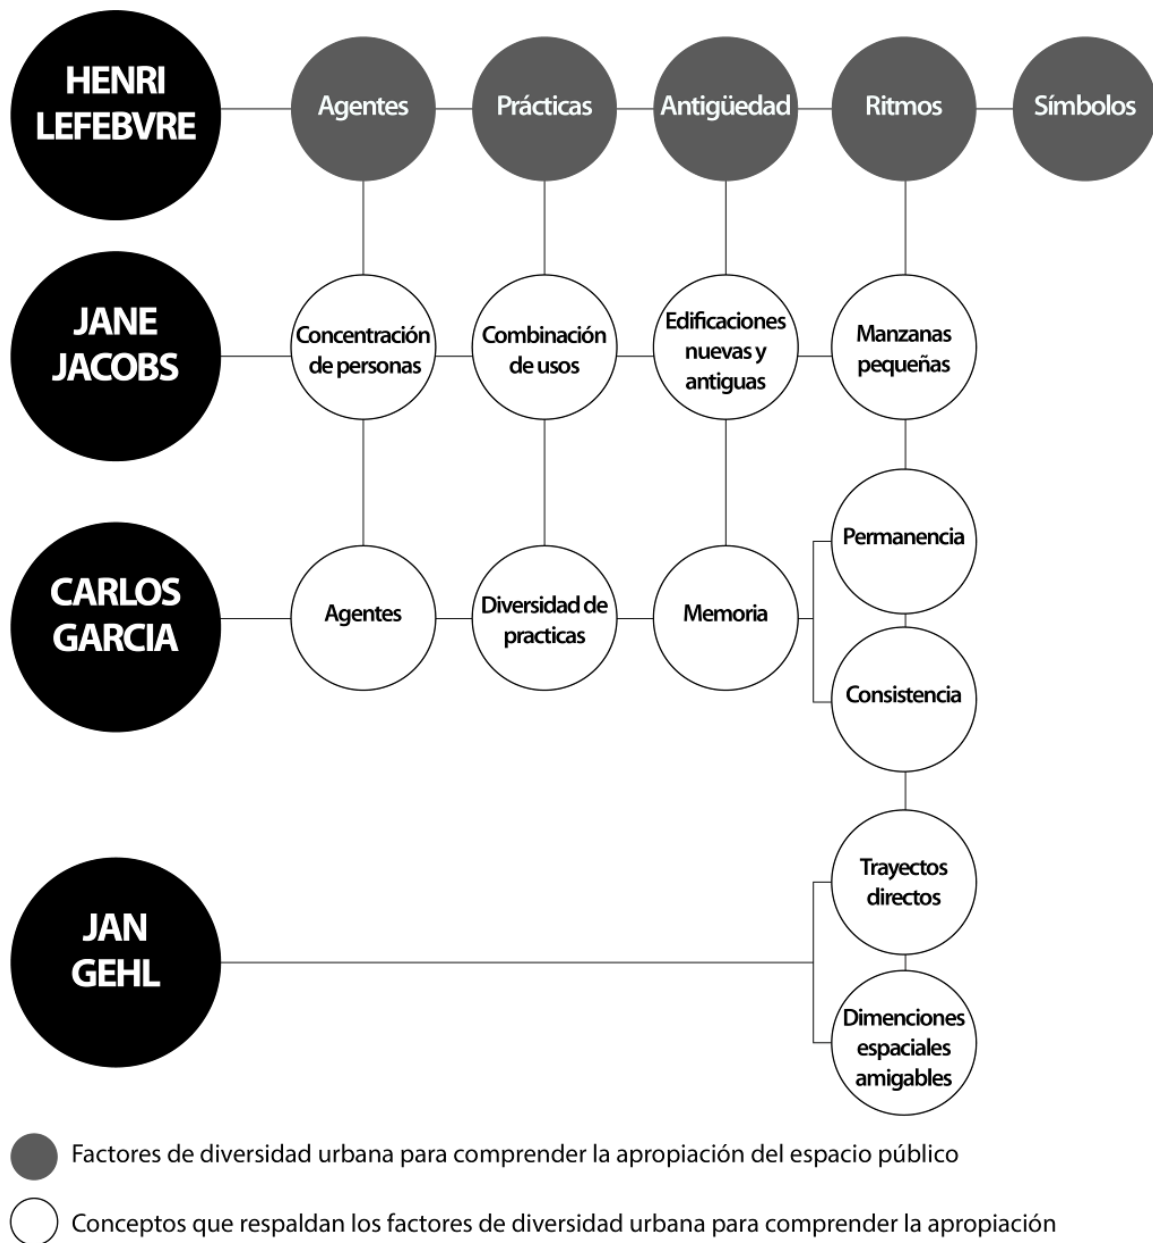 HENRI
LEFEBVRE
Agentes
Prácticas
Antigüedad
Ritmos
Símbolos
JANE
JACOBS
Concentración
de personas
Combinación
de usos
Edificaciones
nuevas y
antiguas
Manzanas
pequeñas
CARLOS
GARCIA
Agentes
Diversidad de
practicas
Memoria
Permanencia
Consistencia
JAN
GEHL
Trayectos
directos
Dimenciones
espaciales
amigables
Factores de diversidad urbana para comprender la apropiación del espacio público
Conceptos que respaldan los factores de diversidad urbana para comprender la apropiación